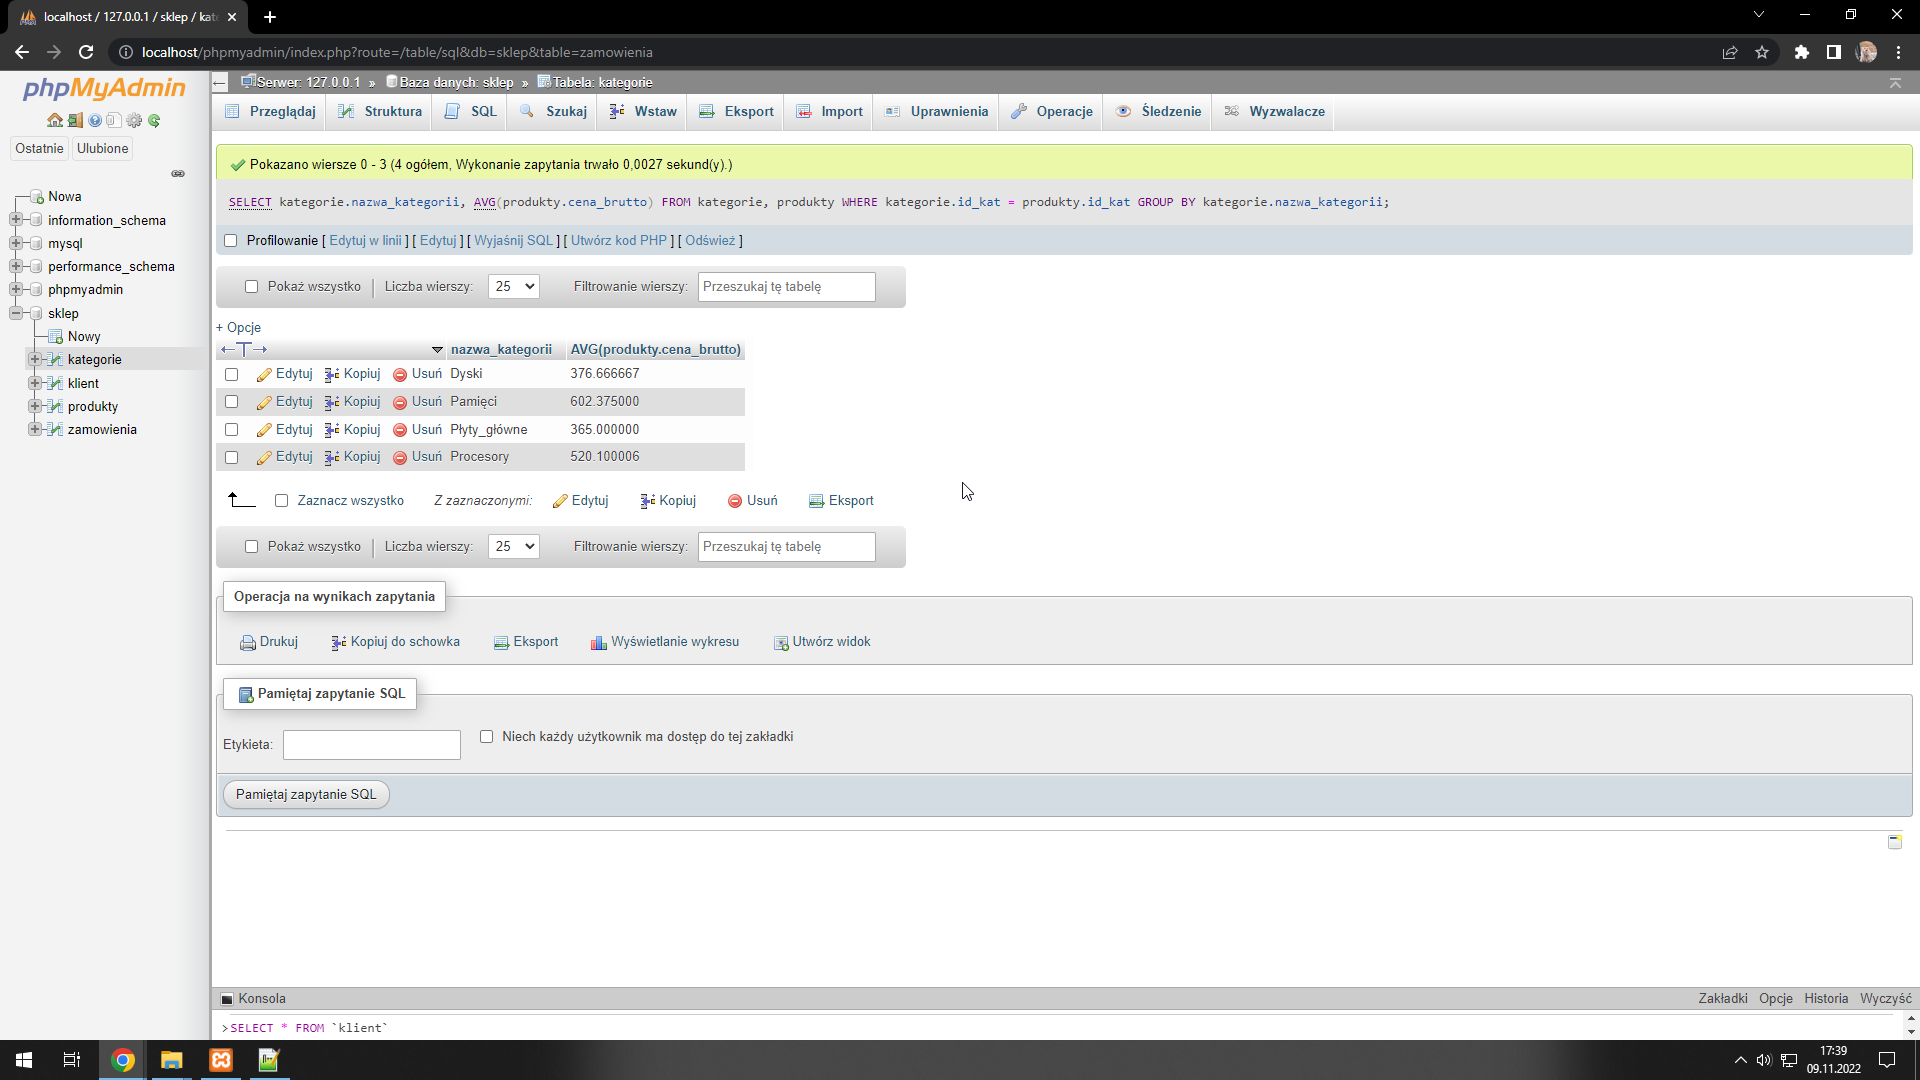 localhost / 127.0.0.1 / sklep / kate
localhost/phpmyadmin/index.php?route=/table/sql&db=sklep&table=zamowienia
phpMyAdmin
Ostatnie Ulubione
Nowa
information_schema
mysql
performance_schema
phpmyadmin
sklep
Nowy
kategorie
klient
produkty
zamowienia
Serwer: 127.0.0.1 » Baza danych: sklep » Tabela: kategorie
Przeglądaj Struktura SQL Szukaj Wstaw Eksport Import Uprawnienia Operacje Śledzenie Wyzwalacze
Pokazano wiersze 0 - 3 (4 ogółem, Wykonanie zapytania trwało 0,0027 sekund(y).)
SELECT kategorie.nazwa_kategorii, AVG(produkty.cena_brutto) FROM kategorie, produkty WHERE kategorie.id_kat = produkty.id_kat GROUP BY kategorie.nazwa_kategorii;
Profilowanie [ Edytuj w linii ] [ Edytuj ] [ Wyjaśnij SQL ] [ Utwórz kod PHP ] [ Odśwież ]
Pokaż wszystko Liczba wierszy: 25 Filtrowanie wierszy: Przeszukaj tę tabelę
+ Opcje
←T→ nazwa_kategorii AVG(produkty.cena_brutto)
Edytuj Kopiuj Usuń Dyski 376.666667
Edytuj Kopiuj Usuń Pamięci 602.375000
Edytuj Kopiuj Usuń Płyty_główne 365.000000
Edytuj Kopiuj Usuń Procesory 520.100006
Zaznacz wszystko Z zaznaczonymi: Edytuj Kopiuj Usuń Eksport
Pokaż wszystko Liczba wierszy: 25 Filtrowanie wierszy: Przeszukaj tę tabelę
Operacja na wynikach zapytania
Drukuj Kopiuj do schowka Eksport Wyświetlanie wykresu Utwórz widok
Pamiętaj zapytanie SQL
Etykieta: Niech każdy użytkownik ma dostęp do tej zakładki
Pamiętaj zapytanie SQL
Konsola Zakładki Opcje Historia Wyczyść
>SELECT * FROM `klient`
17:39
09.11.2022